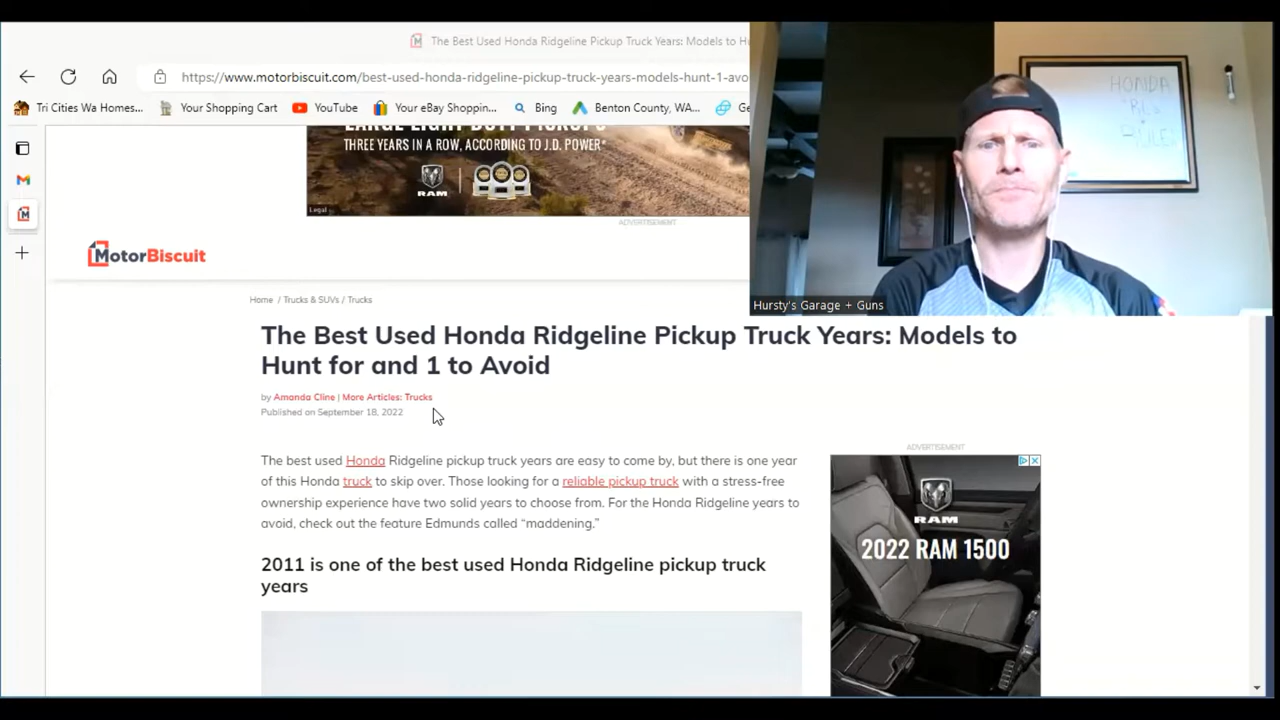 The Best Used Honda Ridgeline Pickup Truck Years: Models to H
https://www.motorbiscuit.com/best-used-honda-ridgeline-pickup-truck-years-models-hunt-1-avo
Tri Cities Wa Homes... Your Shopping Cart YouTube Your eBay Shoppin... Bing Benton County, WA... Ge
LARGE LIGHT DUTY PICKUPS
THREE YEARS IN A ROW, ACCORDING TO J.D. POWER*
RAM
Legal
ADVERTISEMENT
HONDA
Hursty's Garage + Guns
MotorBiscuit
Home / Trucks & SUVs / Trucks
The Best Used Honda Ridgeline Pickup Truck Years: Models to
Hunt for and 1 to Avoid
by Amanda Cline | More Articles: Trucks
Published on September 18, 2022
The best used Honda Ridgeline pickup truck years are easy to come by, but there is one year
of this Honda truck to skip over. Those looking for a reliable pickup truck with a stress-free
ownership experience have two solid years to choose from. For the Honda Ridgeline years to
avoid, check out the feature Edmunds called “maddening.”
2011 is one of the best used Honda Ridgeline pickup truck
years
ADVERTISEMENT
RAM
2022 RAM 1500